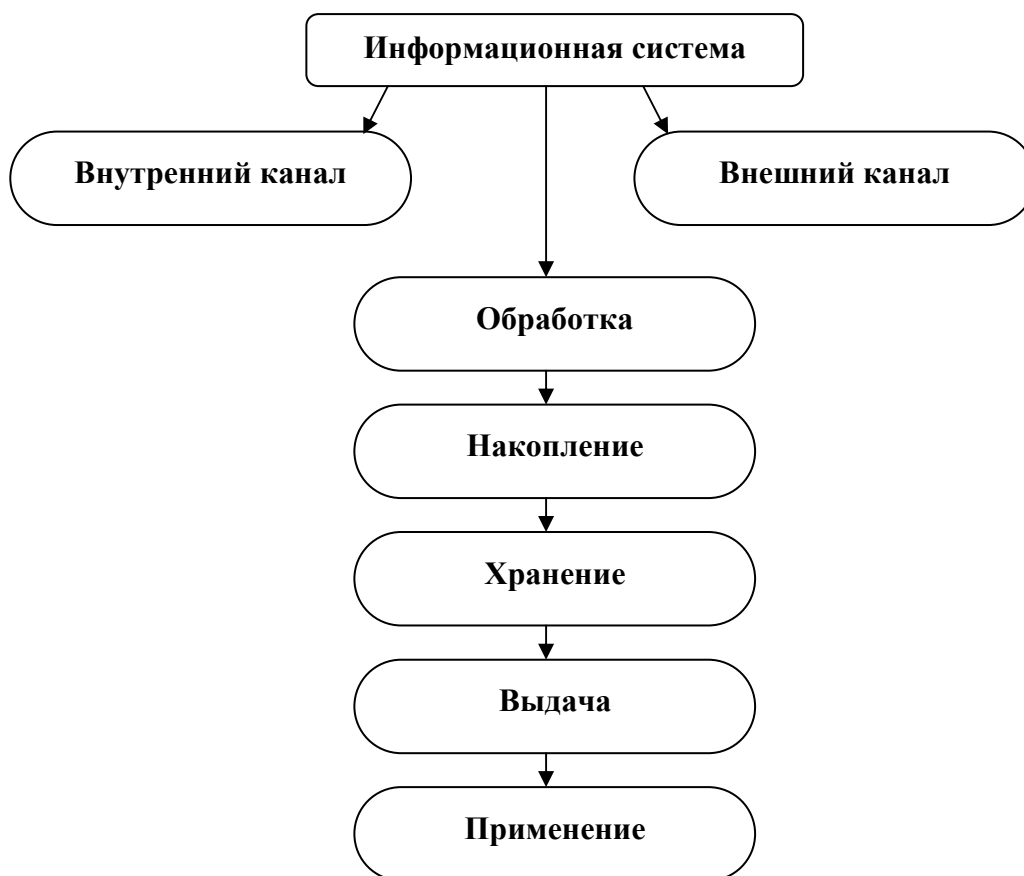 Информационная система
Внутренний канал
Внешний канал
Обработка
Накопление
Хранение
Выдача
Применение